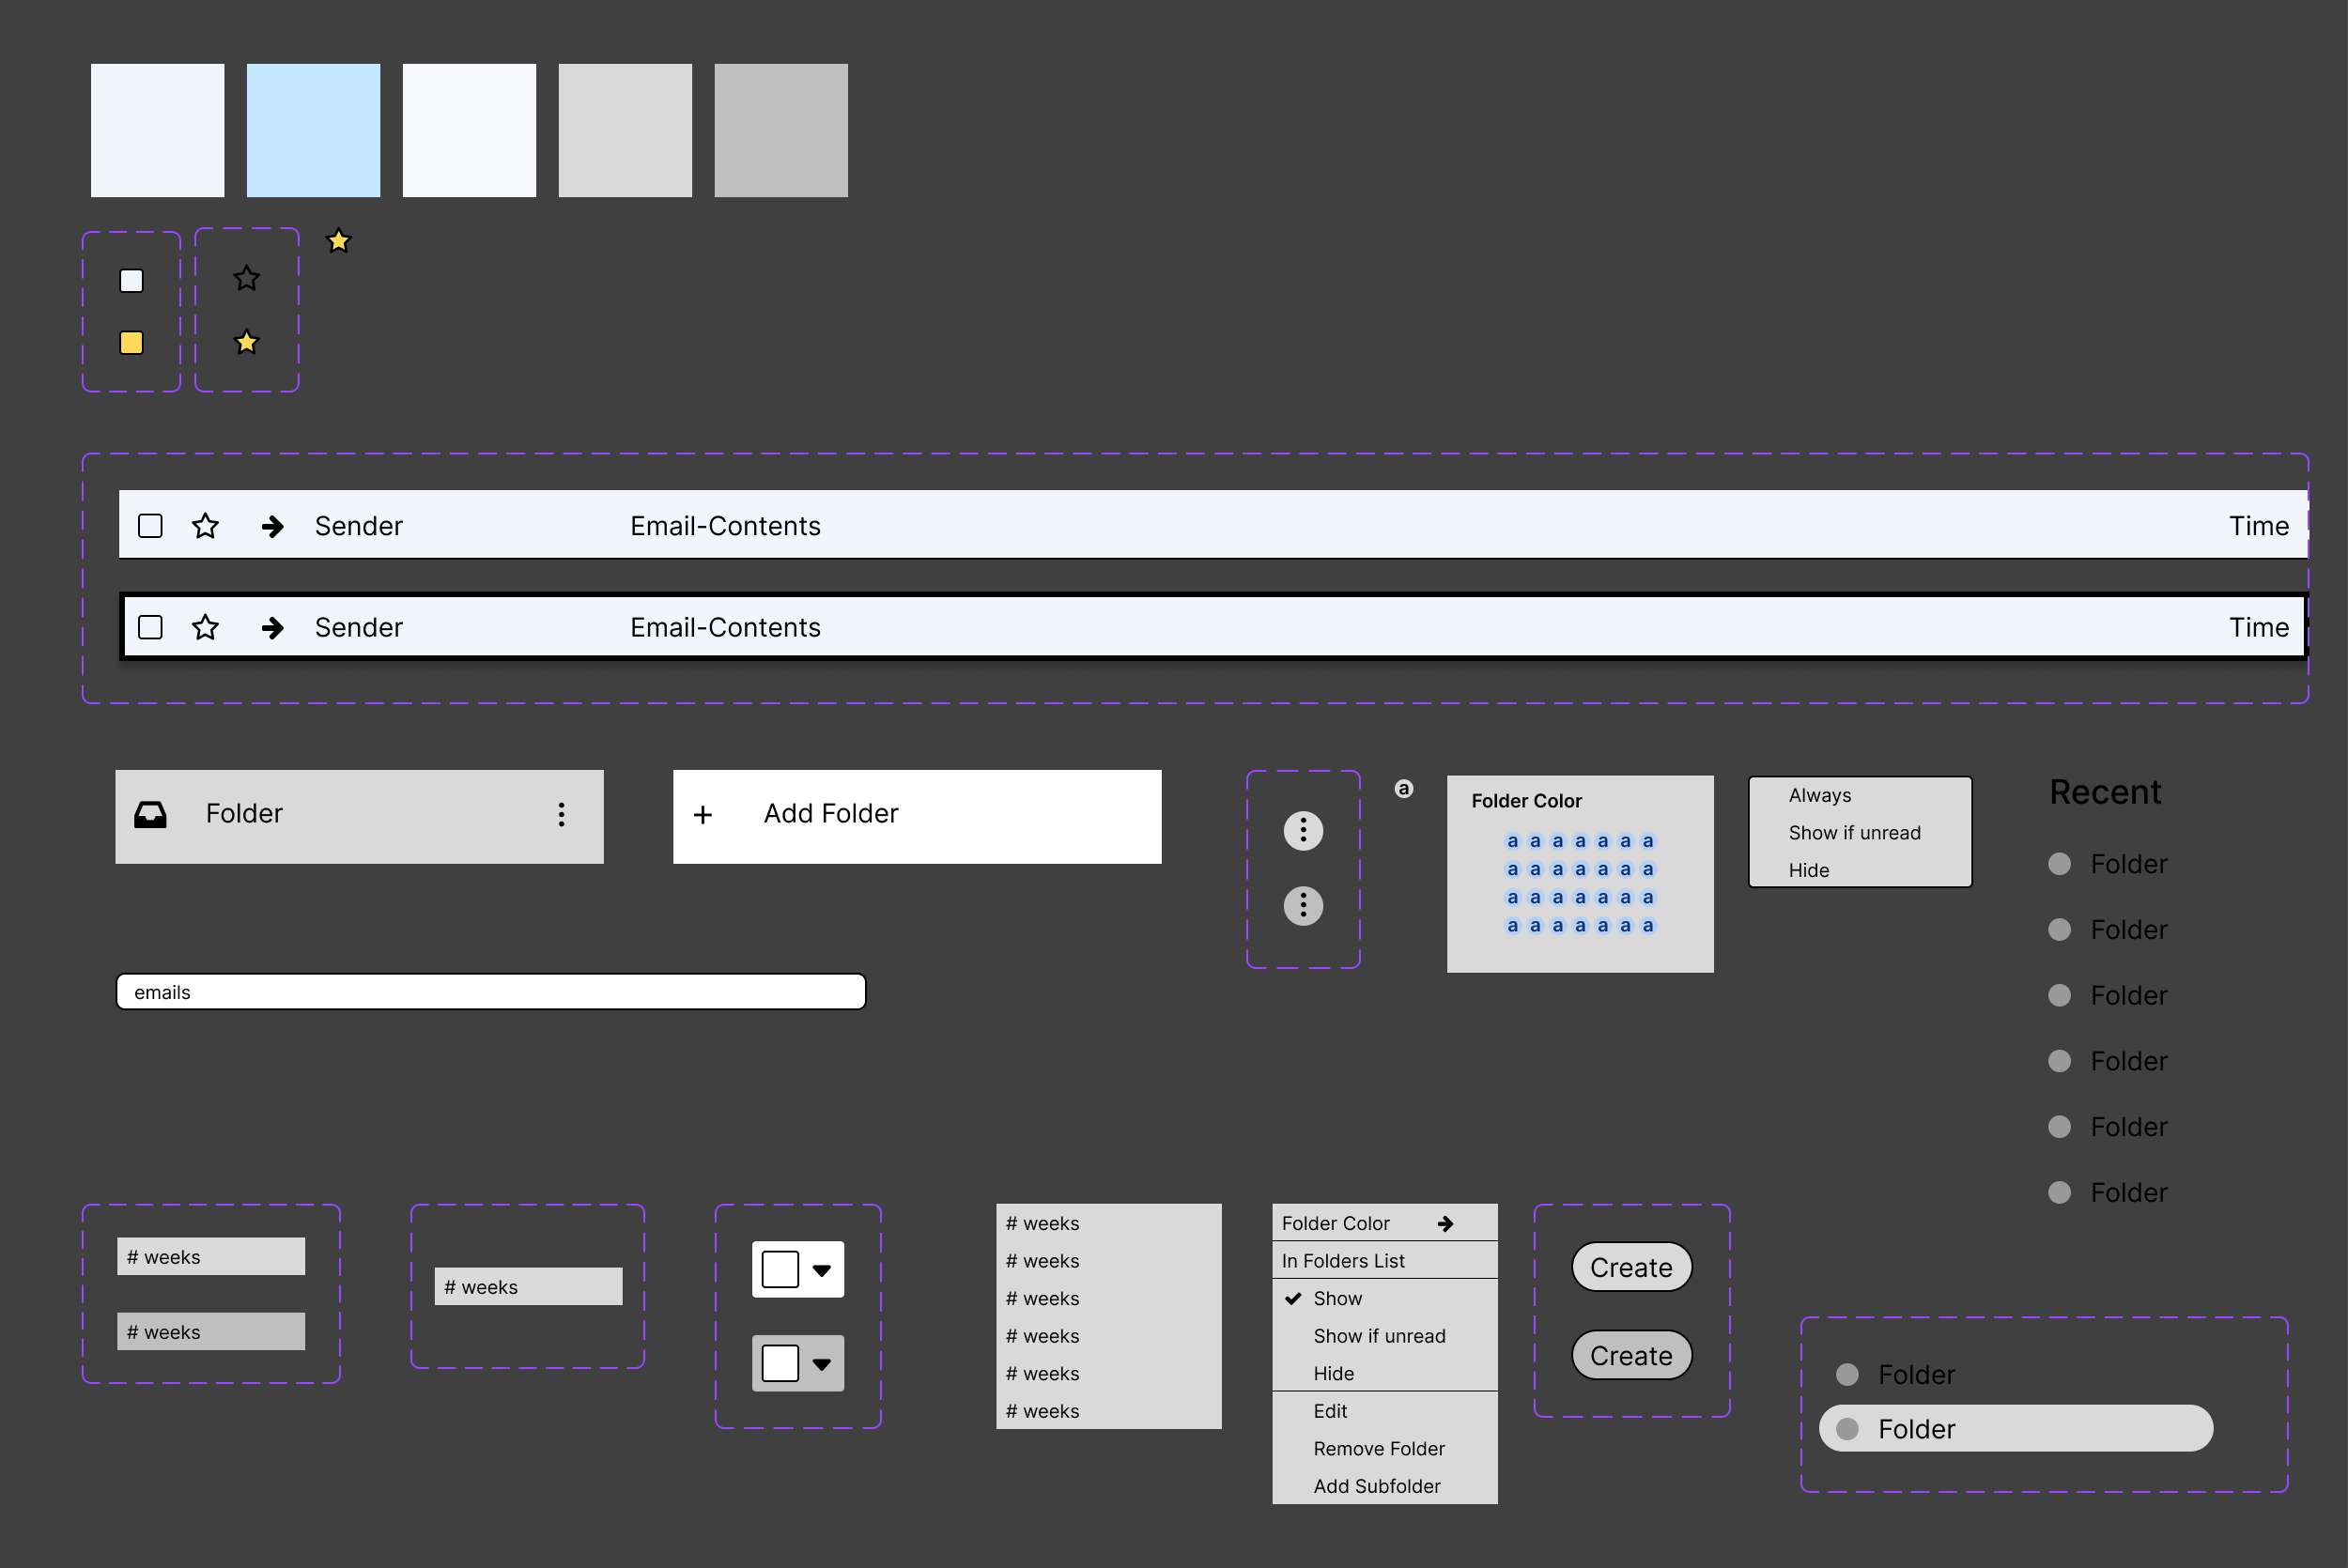 Sender Email-Contents Time
Sender Email-Contents Time
Folder
Add Folder
a
Folder Color
a a a a a a a
a a a a a a a
a a a a a a a
a a a a a a a
Always
Show if unread
Hide
Recent
Folder
Folder
Folder
Folder
Folder
Folder
emails
# weeks
# weeks
# weeks
# weeks
# weeks
# weeks
# weeks
# weeks
# weeks
Folder Color
In Folders List
Show
Show if unread
Hide
Edit
Remove Folder
Add Subfolder
Create
Create
Folder
Folder